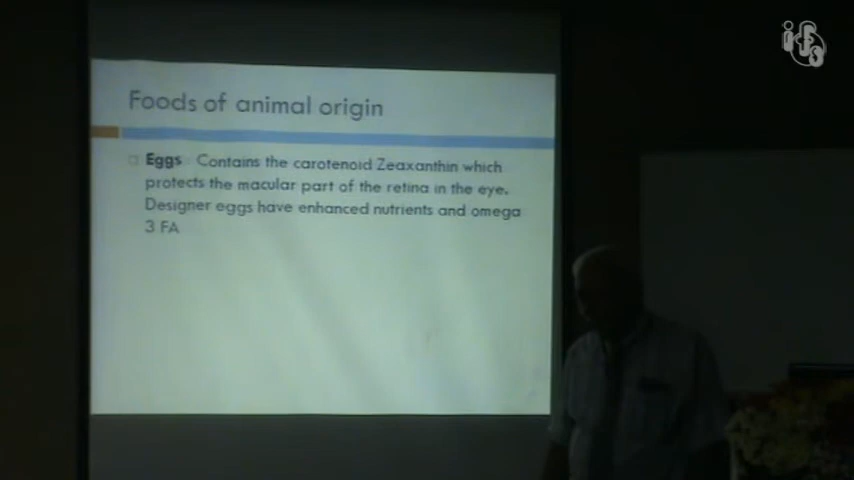 Foods of animal origin
Eggs Contains the carotenoid Zeaxanthin which
protects the macular part of the retina in the eye.
Designer eggs have enhanced nutrients and omega
3 FA